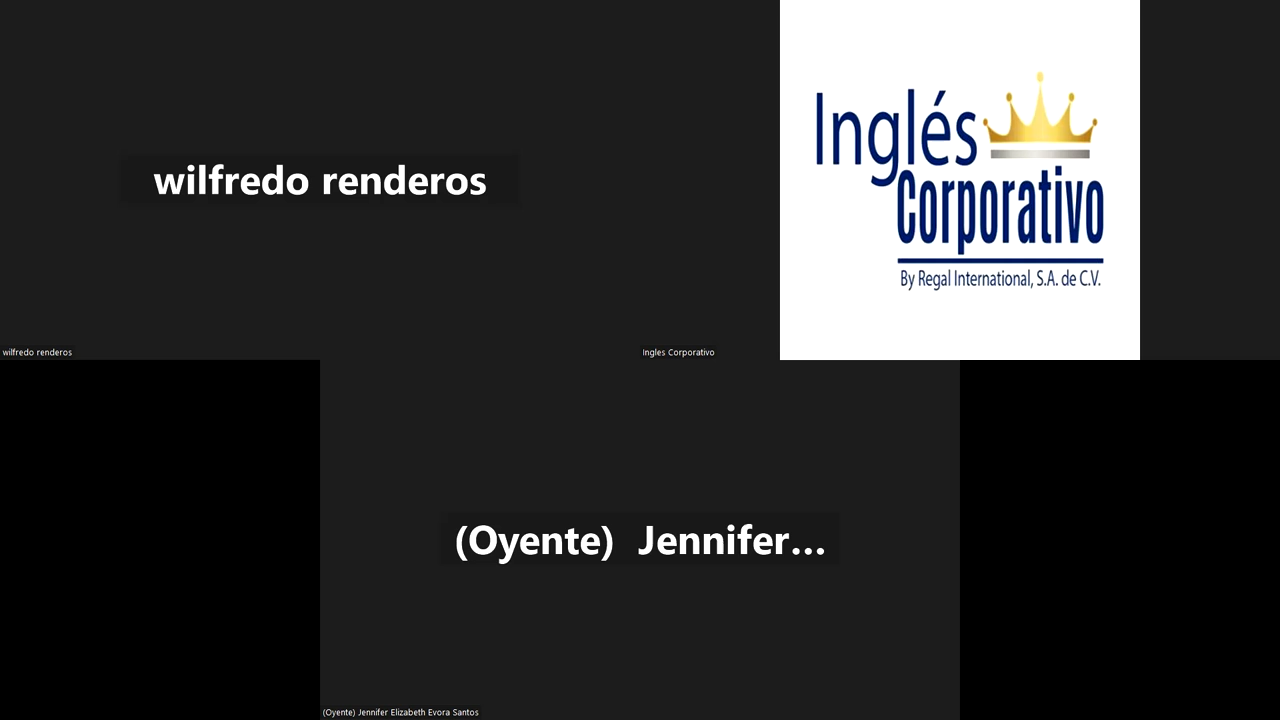 wilfredo renderos
Inglés
Corporativo
By Regal International, S.A. de C.V.
wilfredo renderos
Ingles Corporativo
(Oyente) Jennifer...
(Oyente) Jennifer Elizabeth Evora Santos